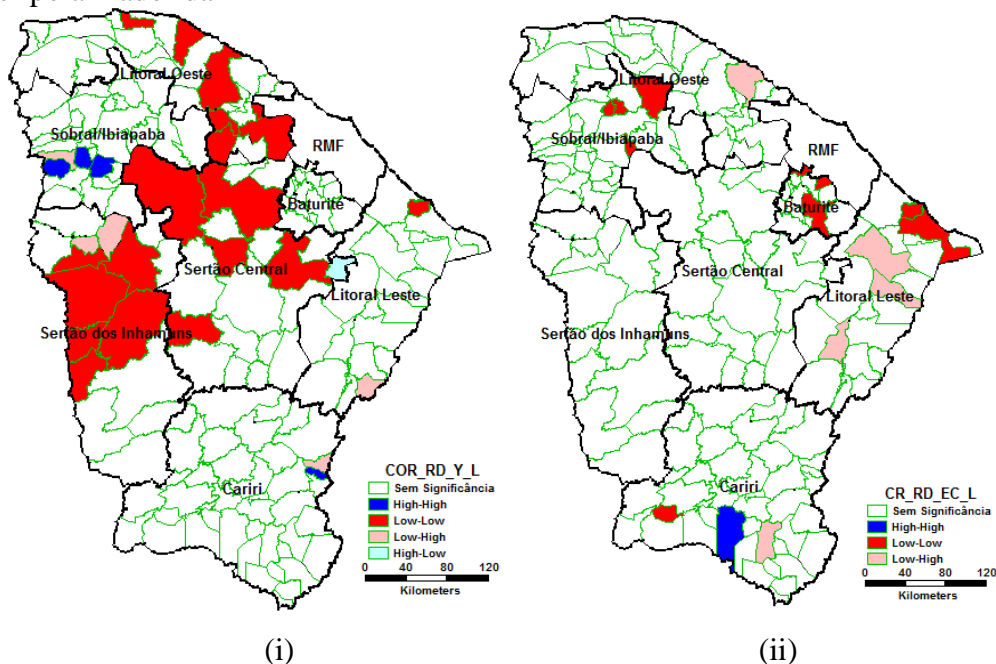 Litoral Oeste
Sobral/Ibiapaba
RMF
Baturité
Sertão Central
Litoral Leste
Sertão dos Inhamuns
Cariri
COR_RD_Y_L
Sem Significância
High-High
Low-Low
Low-High
High-Low
0 40 80 120
Kilometers
(i)
Litoral Oeste
Sobral/Ibiapaba
RMF
Baturité
Sertão Central
Litoral Leste
Sertão dos Inhamuns
Cariri
CR_RD_EC_L
Sem Significância
High-High
Low-Low
Low-High
0 40 80 120
Kilometers
(ii)